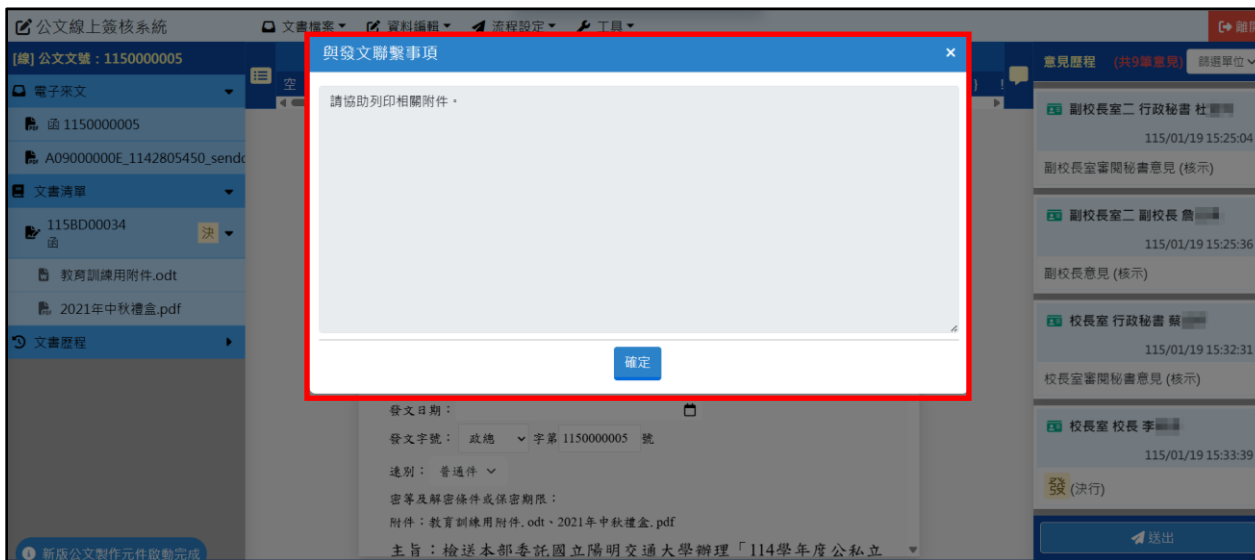 公文線上簽核系統
文書檔案 資料編輯 流程設定 工具
[線] 公文文號：1150000005
電子來文
函 1150000005
A09000000E_1142805450_sendd
文書清單
115BD00034
函
決
教育訓練用附件.odt
2021年中秋禮盒.pdf
文書歷程
新版公文製作元件啟動完成
空
與發文聯繫事項
×
請協助列印相關附件。
確定
發文日期：
發文字號： 政總 字第 1150000005 號
速別： 普通件
密等及解密條件或保密期限：
附件：教育訓練用附件.odt、2021年中秋禮盒.pdf
主旨：檢送本部委託國立陽明交通大學辦理「114學年度公私立
意見歷程 (共9筆意見) 篩選單位
副校長室二 行政秘書 杜
115/01/19 15:25:04
副校長室審閱秘書意見 (核示)
副校長室二 副校長 詹
115/01/19 15:25:36
副校長意見 (核示)
校長室 行政秘書 蔡
115/01/19 15:32:31
校長室審閱秘書意見 (核示)
校長室 校長 李
115/01/19 15:33:39
發 (決行)
送出